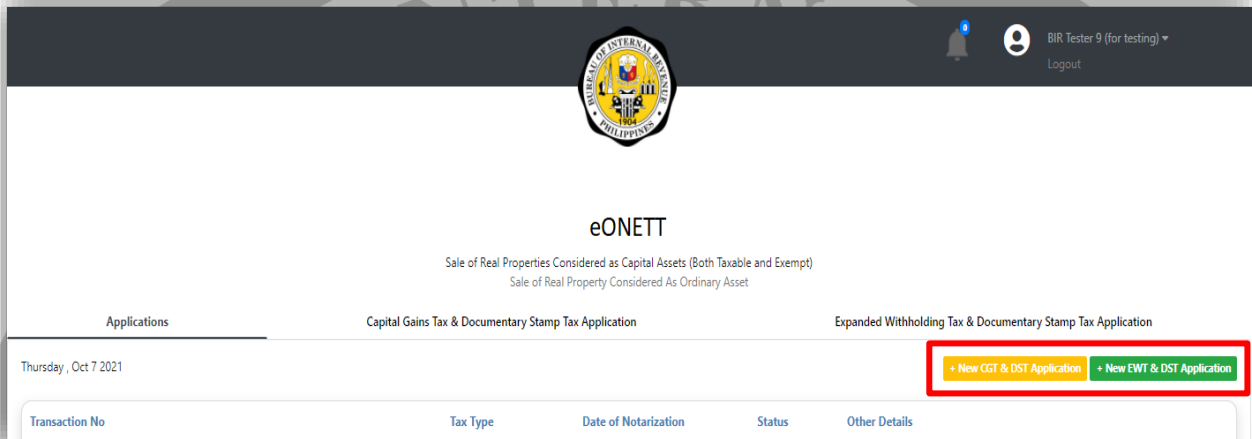 0
BIR Tester 9 (for testing)
Logout
BUREAU OF INTERNAL REVENUE
1904
PHILIPPINES
eONETT
Sale of Real Properties Considered as Capital Assets (Both Taxable and Exempt)
Sale of Real Property Considered As Ordinary Asset
Applications
Capital Gains Tax & Documentary Stamp Tax Application
Expanded Withholding Tax & Documentary Stamp Tax Application
Thursday , Oct 7 2021
+ New CGT & DST Application
+ New EWT & DST Application
Transaction No
Tax Type
Date of Notarization
Status
Other Details